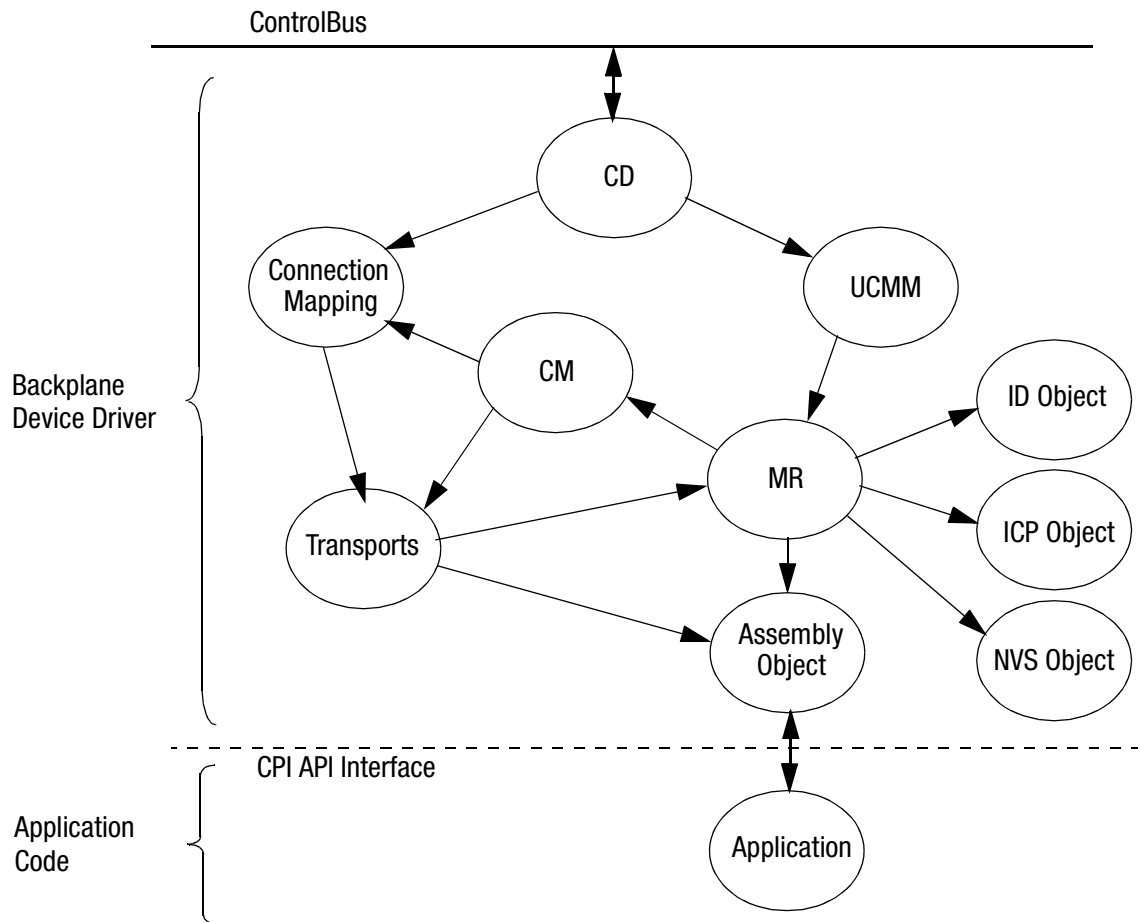 ControlBus
CD
Connection
Mapping
UCMM
CM
Backplane
Device Driver
ID Object
MR
ICP Object
Transports
Assembly
Object
NVS Object
CPI API Interface
Application
Code
Application